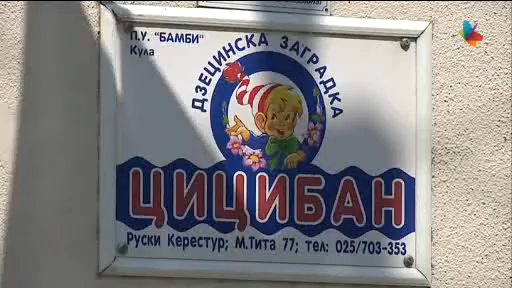 П.У. "БАМБИ"
Кула
ДЗЕЦИНСКА ЗАГРАДКА
ЦИЦИБАН
Руски Керестур; М.Тита 77; тел: 025/703-353